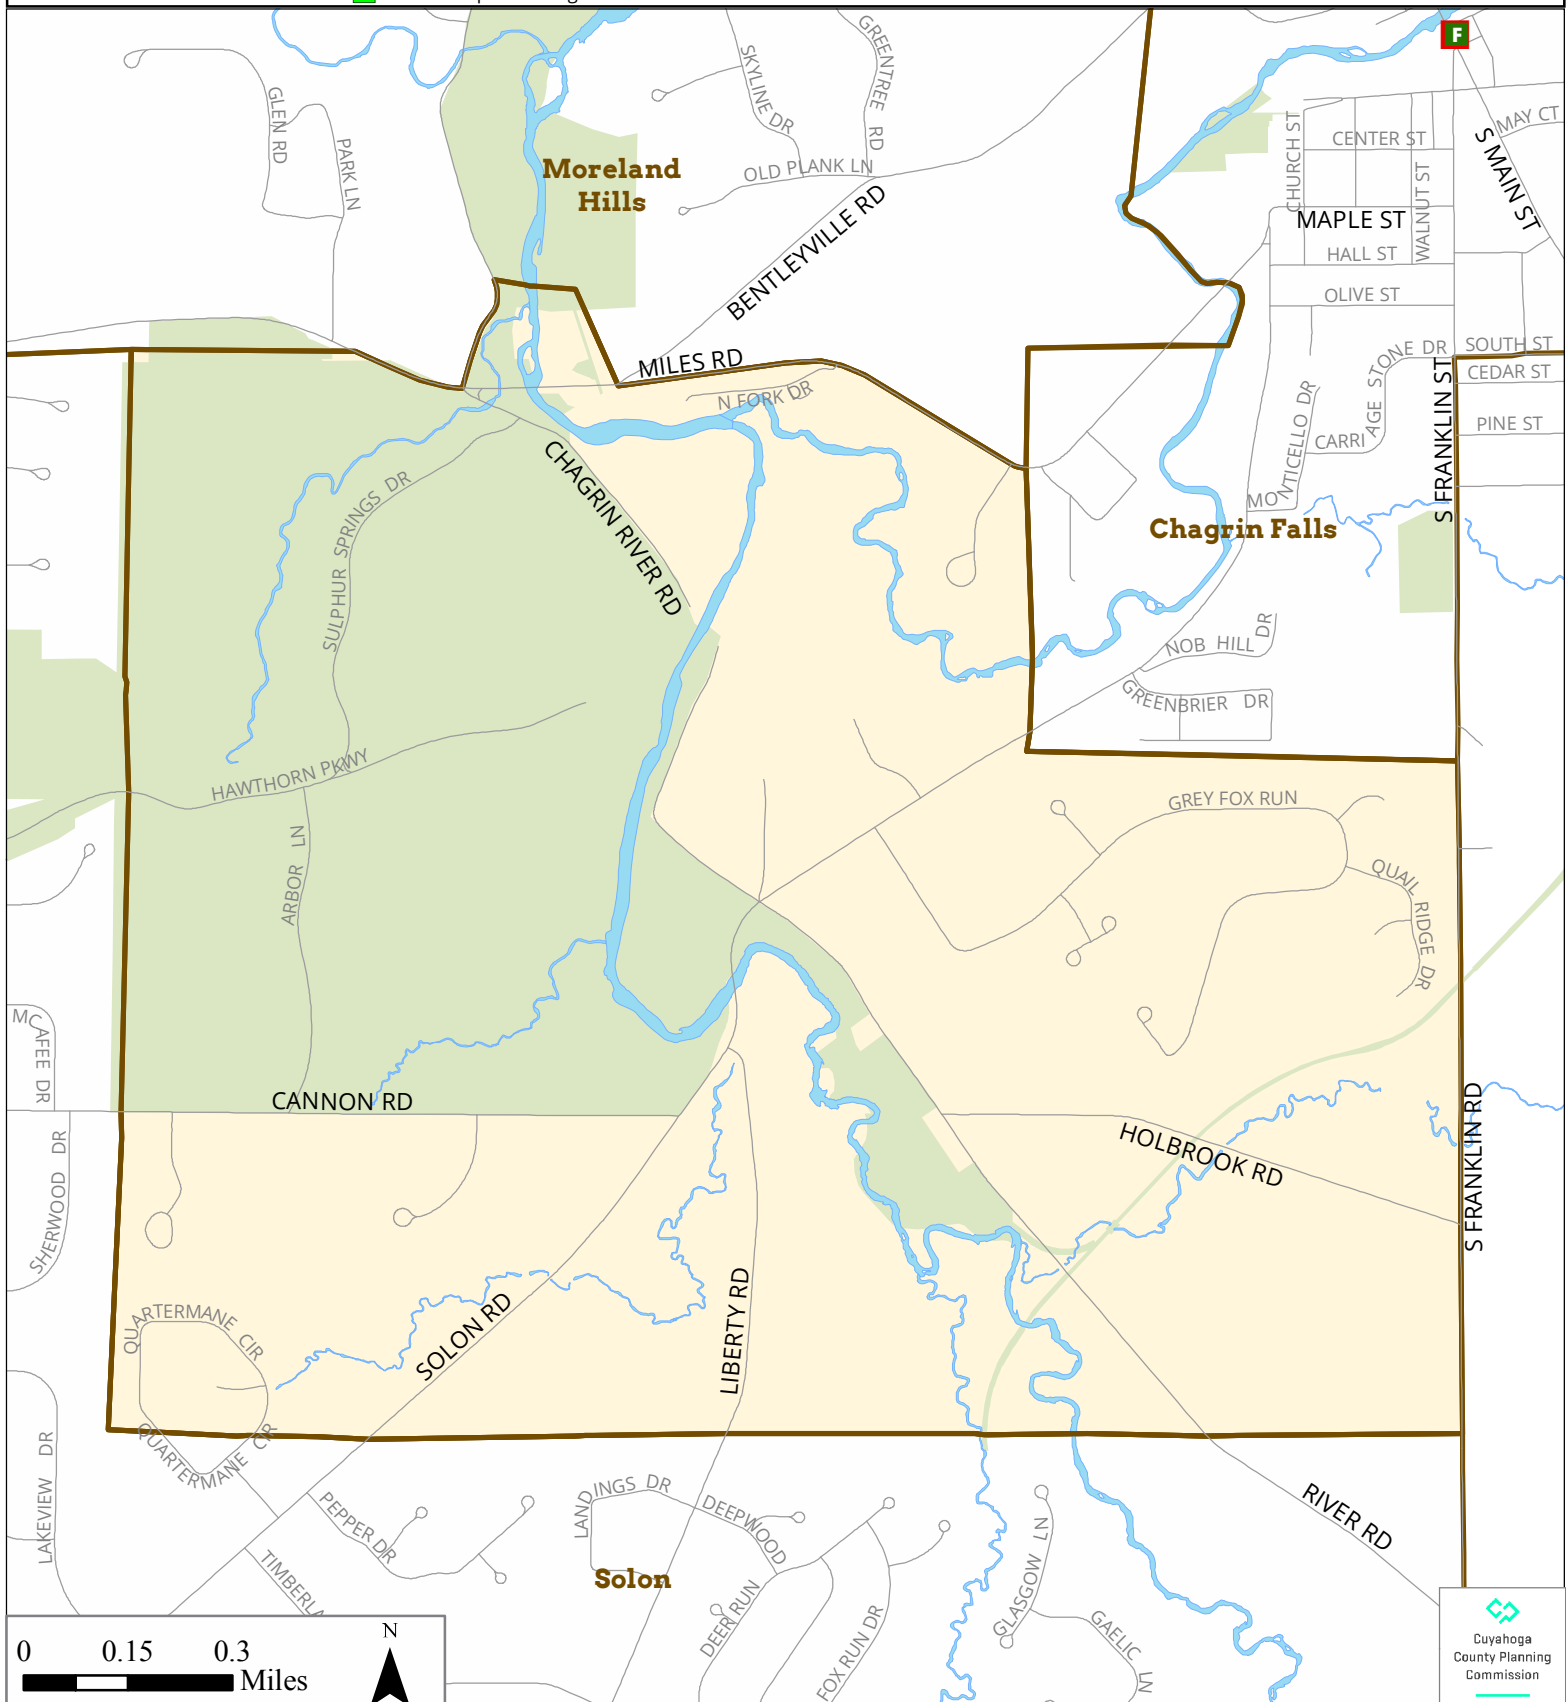 F
GLEN RD
PARK LN
SKYLINE DR
GREENTREE RD
OLD PLANK LN
Moreland
Hills
BENTLEYVILLE RD
MILES RD
N FORK DR
CHURCH ST
CENTER ST
MAY CT
S MAIN ST
MAPLE ST
WALNUT ST
HALL ST
OLIVE ST
SOUTH ST
CEDAR ST
PINE ST
STONE DR
CARRI AGE
MONTICELLO DR
S FRANKLIN ST
Chagrin Falls
NOB HILL DR
GREENBRIER DR
CHAGRIN RIVER RD
SULPHUR SPRINGS DR
HAWTHORN PKWY
ARBOR LN
GREY FOX RUN
QUAIL RIDGE DR
MCAFEE DR
CANNON RD
HOLBROOK RD
S FRANKLIN RD
SHERWOOD DR
QUARTERMANE CIR
QUARTERMANE CIR
SOLON RD
LIBERTY RD
LAKEVIEW DR
PEPPER DR
TIMBERLA
LANDINGS DR
DEEPWOOD
Solon
DEER RUN
FOX RUN DR
GLASGOW LN
GAELIC LN
RIVER RD
0 0.15 0.3
Miles
N
Cuyahoga
County Planning
Commission